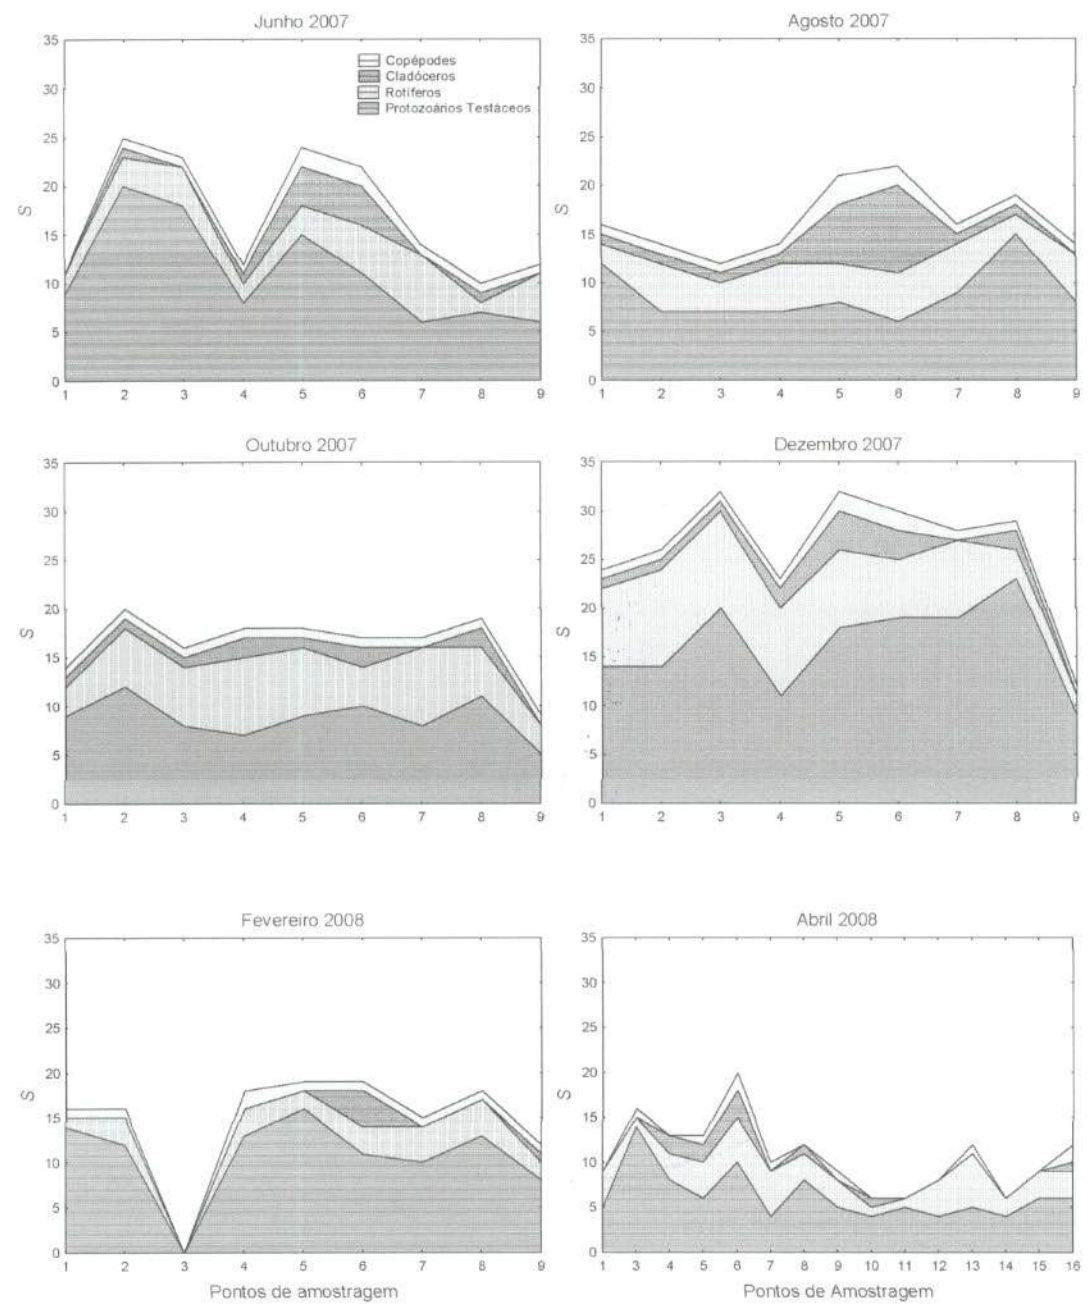 Junho 2007
35
30
25
20
15
10
5
0
S
Copépodes
Cladóceros
Rotíferos
Protozoários Testáceos
1 2 3 4 5 6 7 8 9
Agosto 2007
35
30
25
20
15
10
5
0
S
1 2 3 4 5 6 7 8 9
Outubro 2007
35
30
25
20
15
10
5
0
S
1 2 3 4 5 6 7 8 9
Dezembro 2007
35
30
25
20
15
10
5
0
S
1 2 3 4 5 6 7 8 9
Fevereiro 2008
35
30
25
20
15
10
5
0
S
1 2 3 4 5 6 7 8 9
Pontos de amostragem
Abril 2008
35
30
25
20
15
10
5
0
S
1 3 4 5 6 7 8 9 10 11 12 13 14 15 16
Pontos de Amostragem